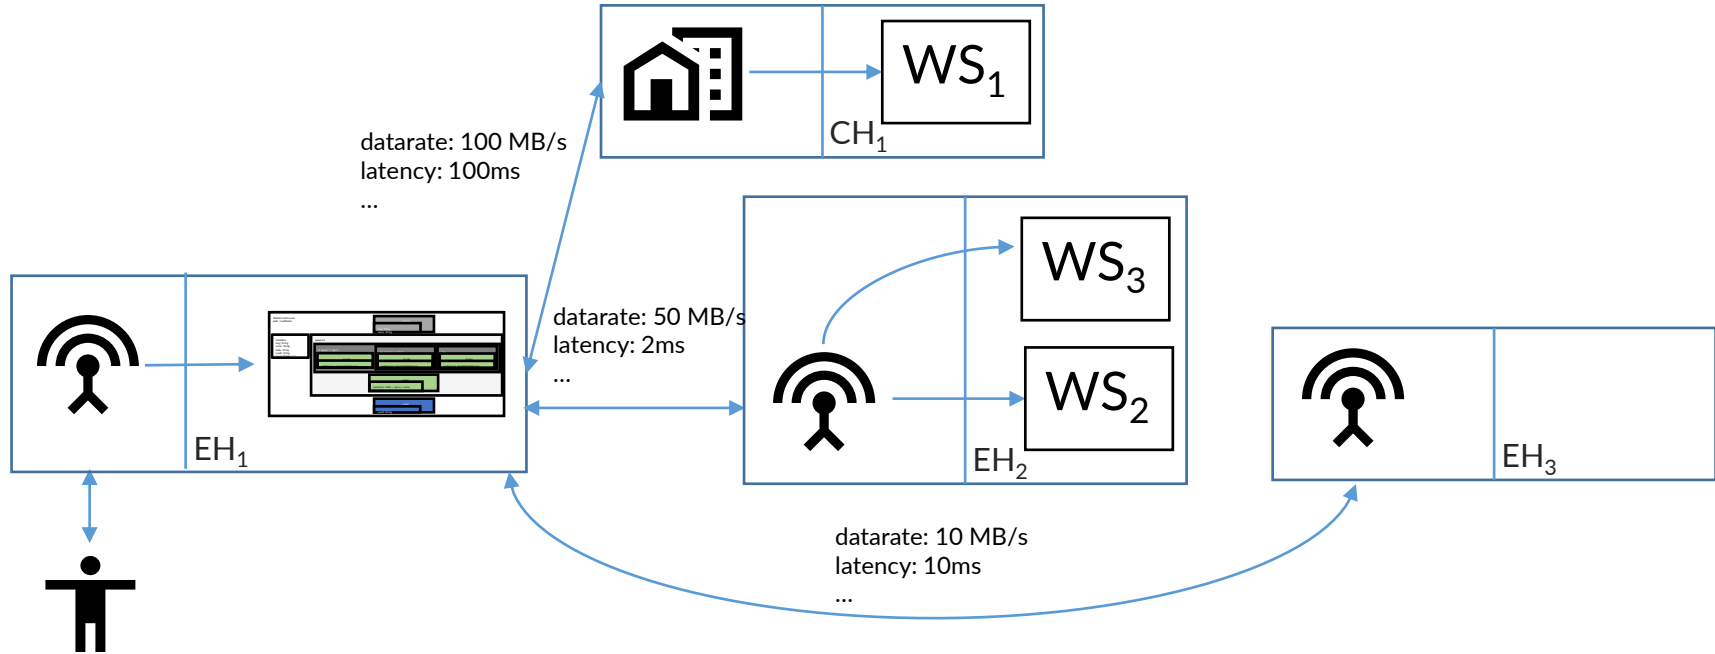 WS₁
CH₁
datarate: 100 MB/s
latency: 100ms
...
WS₃
datarate: 50 MB/s
latency: 2ms
...
WS₂
EH₁
EH₂
EH₃
datarate: 10 MB/s
latency: 10ms
...